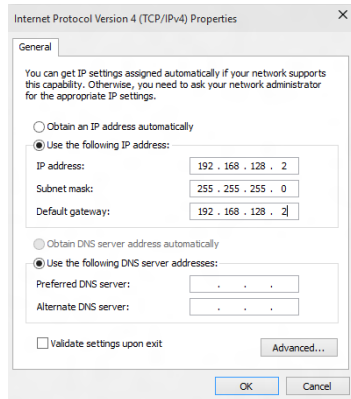 Internet Protocol Version 4 (TCP/IPv4) Properties
General
You can get IP settings assigned automatically if your network supports
this capability. Otherwise, you need to ask your network administrator
for the appropriate IP settings.
Obtain an IP address automatically
Use the following IP address:
IP address: 192 . 168 . 128 . 2
Subnet mask: 255 . 255 . 255 . 0
Default gateway: 192 . 168 . 128 . 2
Obtain DNS server address automatically
Use the following DNS server addresses:
Preferred DNS server: . . .
Alternate DNS server: . . .
Validate settings upon exit
Advanced...
OK Cancel